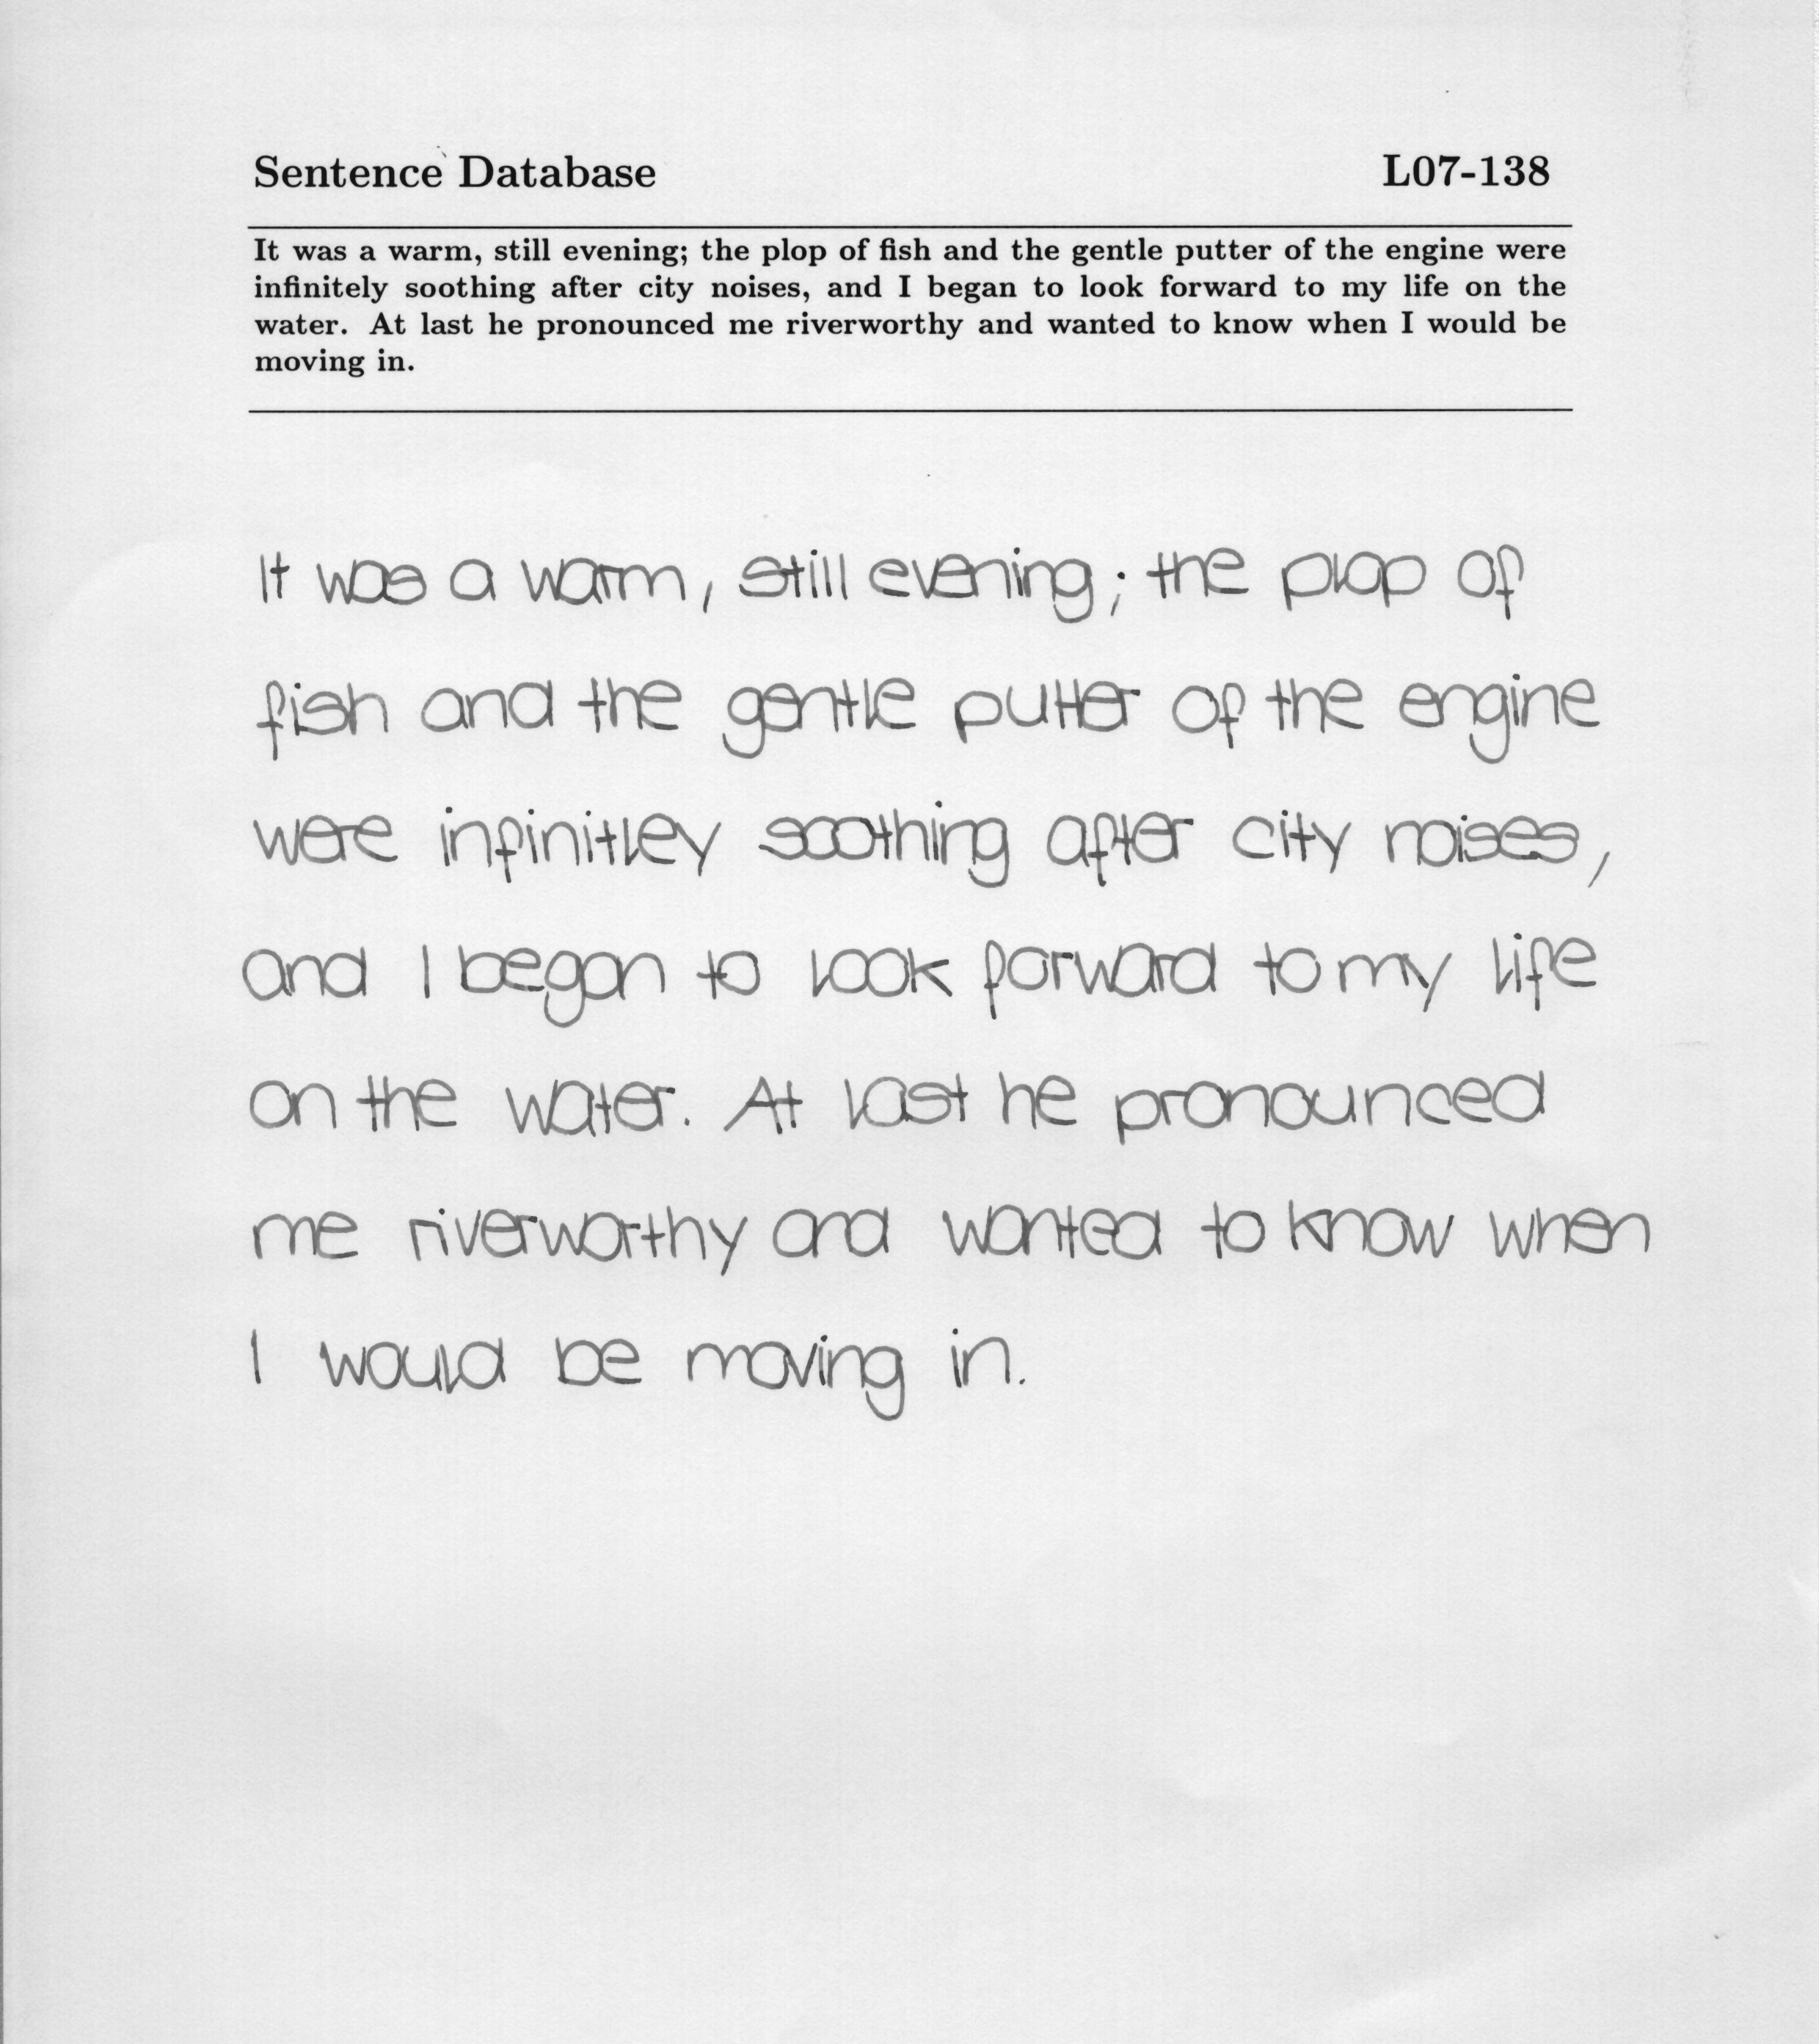 Sentence Database L07-138
It was a warm, still evening; the plop of fish and the gentle putter of the engine were
infinitely soothing after city noises, and I began to look forward to my life on the
water. At last he pronounced me riverworthy and wanted to know when I would be
moving in.
It was a warm, still evening; the plop of
fish and the gentle putter of the engine
were infinitley soothing after city noises,
and I began to look forward to my life
on the water. At last he pronounced
me riverworthy and wanted to know when
I would be moving in.